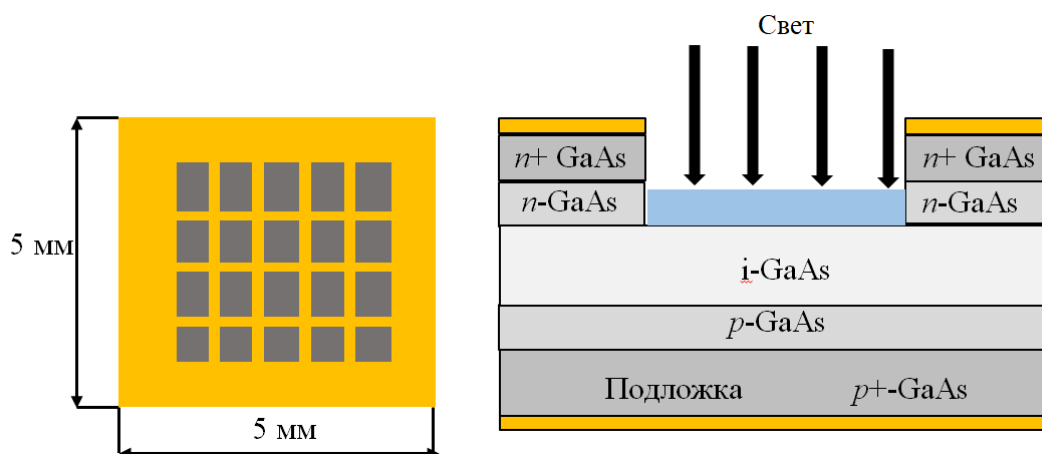 Свет
5 мм
5 мм
n+ GaAs
n+ GaAs
n-GaAs
n-GaAs
i-GaAs
p-GaAs
Подложка p+-GaAs